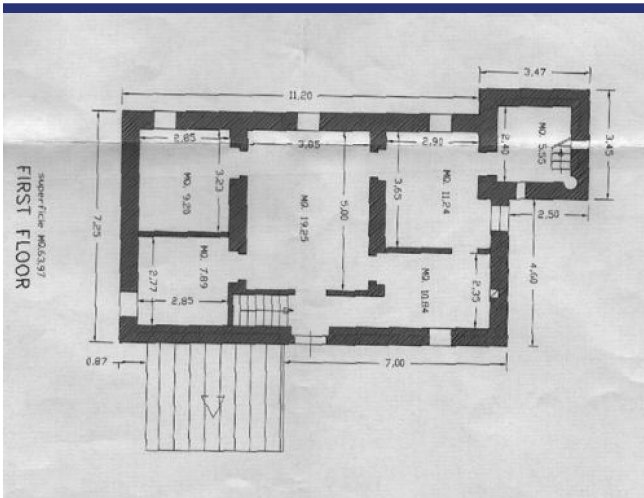 3,47
11,20
2,85
3,85
2,90
MQ. 5.55
2,40
3,45
7,25
3,23
MQ. 9.20
MQ. 19.25
5,00
3,65
MQ. 11.24
2,50
FIRST FLOOR
superficie MQ.63.97
2,77
MQ. 7.89
2,85
MQ. 10.84
2,35
4,60
0.87
7,00